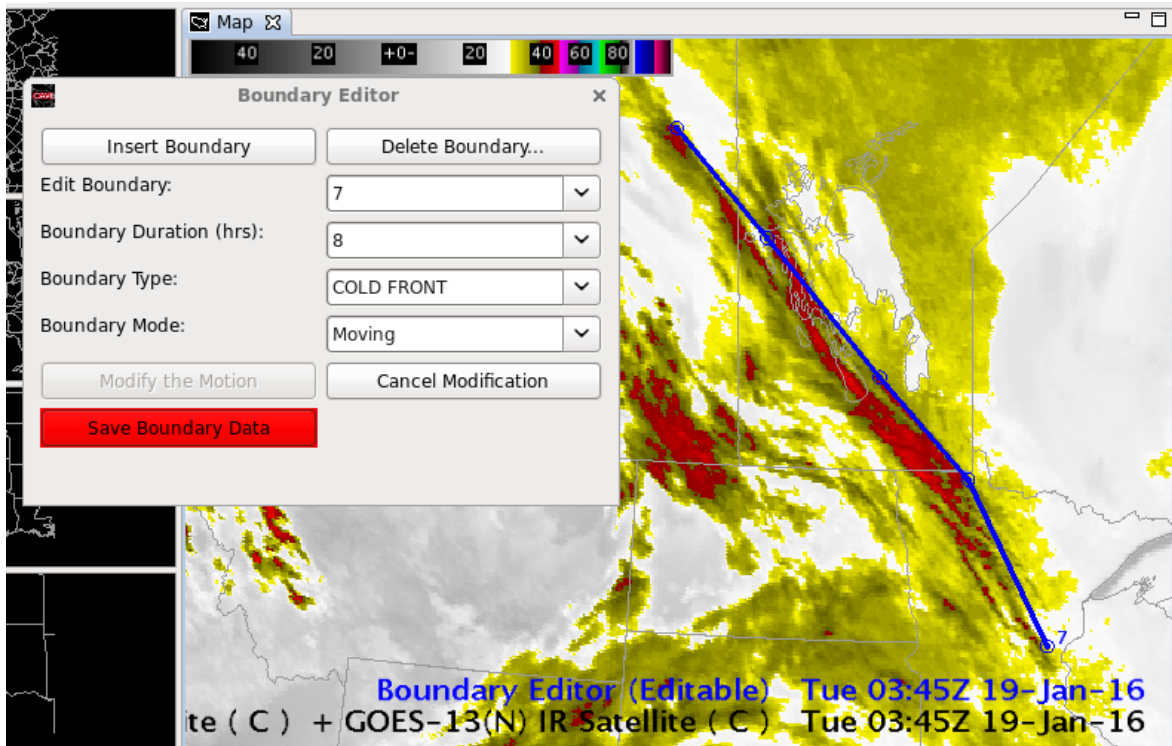 Map
40 20 +0- 20 40 60 80
Boundary Editor
Insert Boundary Delete Boundary...
Edit Boundary: 7
Boundary Duration (hrs): 8
Boundary Type: COLD FRONT
Boundary Mode: Moving
Modify the Motion Cancel Modification
Save Boundary Data
7
Boundary Editor (Editable) Tue 03:45Z 19-Jan-16
ite ( C ) + GOES-13(N) IR Satellite ( C ) Tue 03:45Z 19-Jan-16